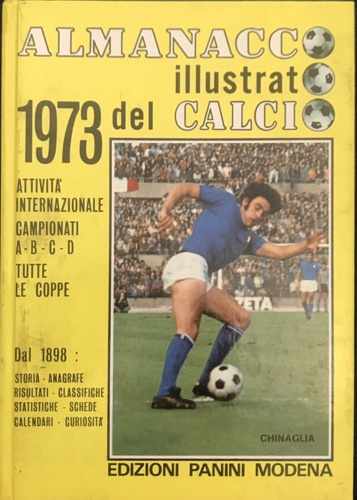 ALMANACCO
illustrato
1973 del CALCIO
ATTIVITA'
INTERNAZIONALE
CAMPIONATI
A-B-C-D
TUTTE
LE COPPE
GAZETA
Dal 1898 :
STORIA - ANAGRAFE
RISULTATI - CLASSIFICHE
STATISTICHE - SCHEDE
CALENDARI - CURIOSITA'
CHINAGLIA
EDIZIONI PANINI MODENA